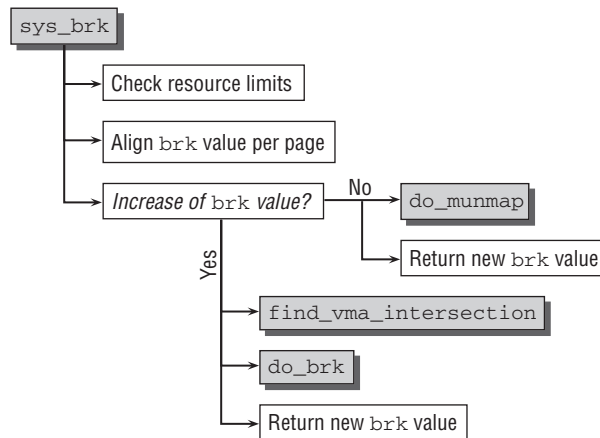 sys_brk
Check resource limits
Align brk value per page
Increase of brk value?
No
do_munmap
Return new brk value
Yes
find_vma_intersection
do_brk
Return new brk value